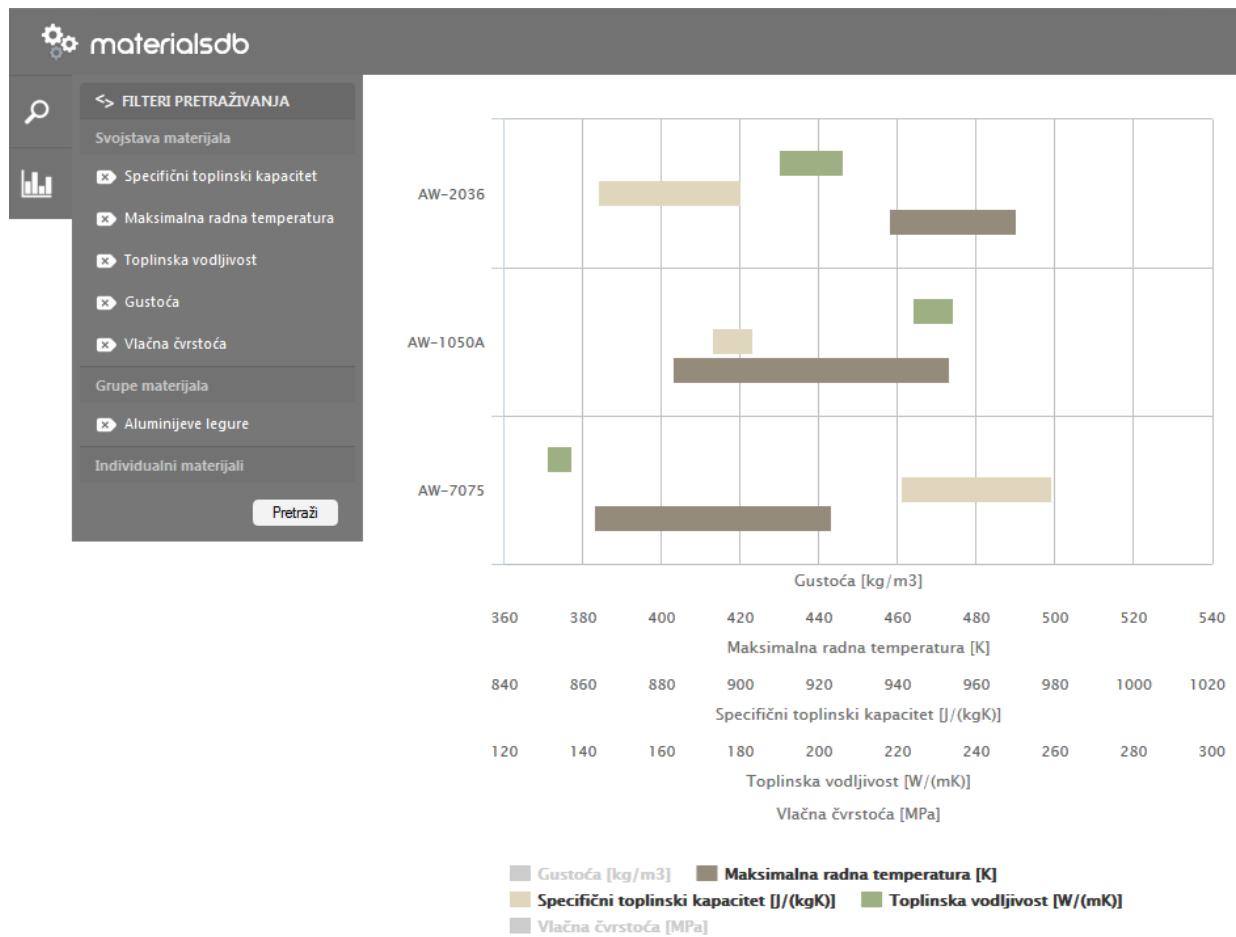 materialsdb
<> FILTERI PRETRAŽIVANJA
Svojstava materijala
Specifični toplinski kapacitet
Maksimalna radna temperatura
Toplinska vodljivost
Gustoća
Vlačna čvrstoća
Grupe materijala
Aluminijeve legure
Individualni materijali
Pretraži
AW-2036
AW-1050A
AW-7075
Gustoća [kg/m3]
360 380 400 420 440 460 480 500 520 540
Maksimalna radna temperatura [K]
840 860 880 900 920 940 960 980 1000 1020
Specifični toplinski kapacitet [J/(kgK)]
120 140 160 180 200 220 240 260 280 300
Toplinska vodljivost [W/(mK)]
Vlačna čvrstoća [MPa]
Gustoća [kg/m3] Maksimalna radna temperatura [K]
Specifični toplinski kapacitet [J/(kgK)] Toplinska vodljivost [W/(mK)]
Vlačna čvrstoća [MPa]